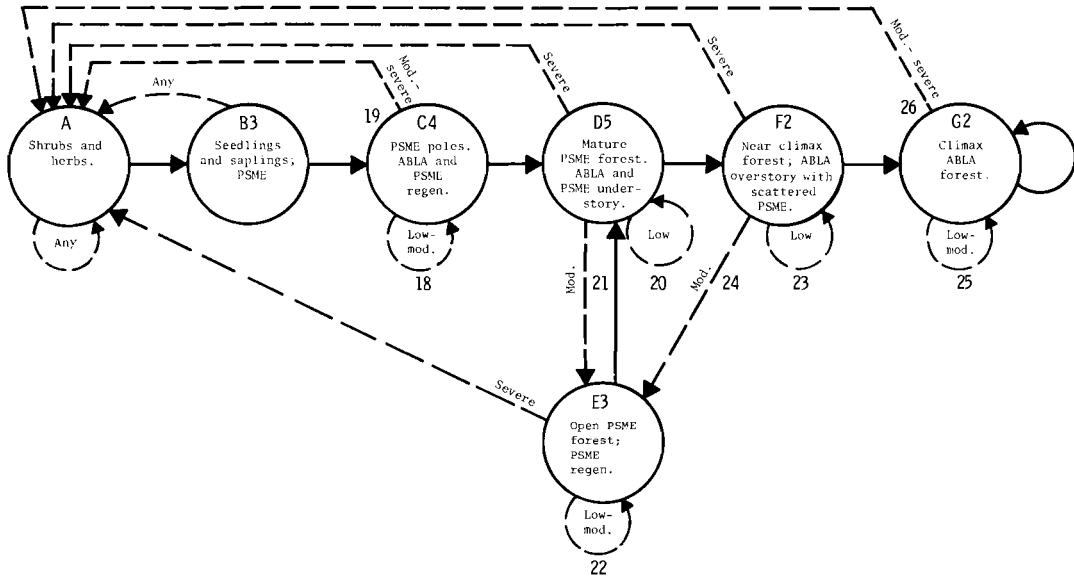 Mod.- severe
Severe
Severe
Mod.- severe
Any
19
26
A
Shrubs and
herbs.
B3
Seedlings
and saplings;
PSME
C4
PSME poles.
ABLA and
PSME
regen.
D5
Mature
PSME forest.
ABLA and
PSME under-
story.
F2
Near climax
forest; ABLA
overstory with
scattered
PSME.
G2
Climax
ABLA
forest.
Any
Low-
mod.
18
Low
20
Low
23
Low-
mod.
25
Mod.
21
Mod.
24
Severe
E3
Open PSME
forest;
PSME
regen.
Low-
mod.
22